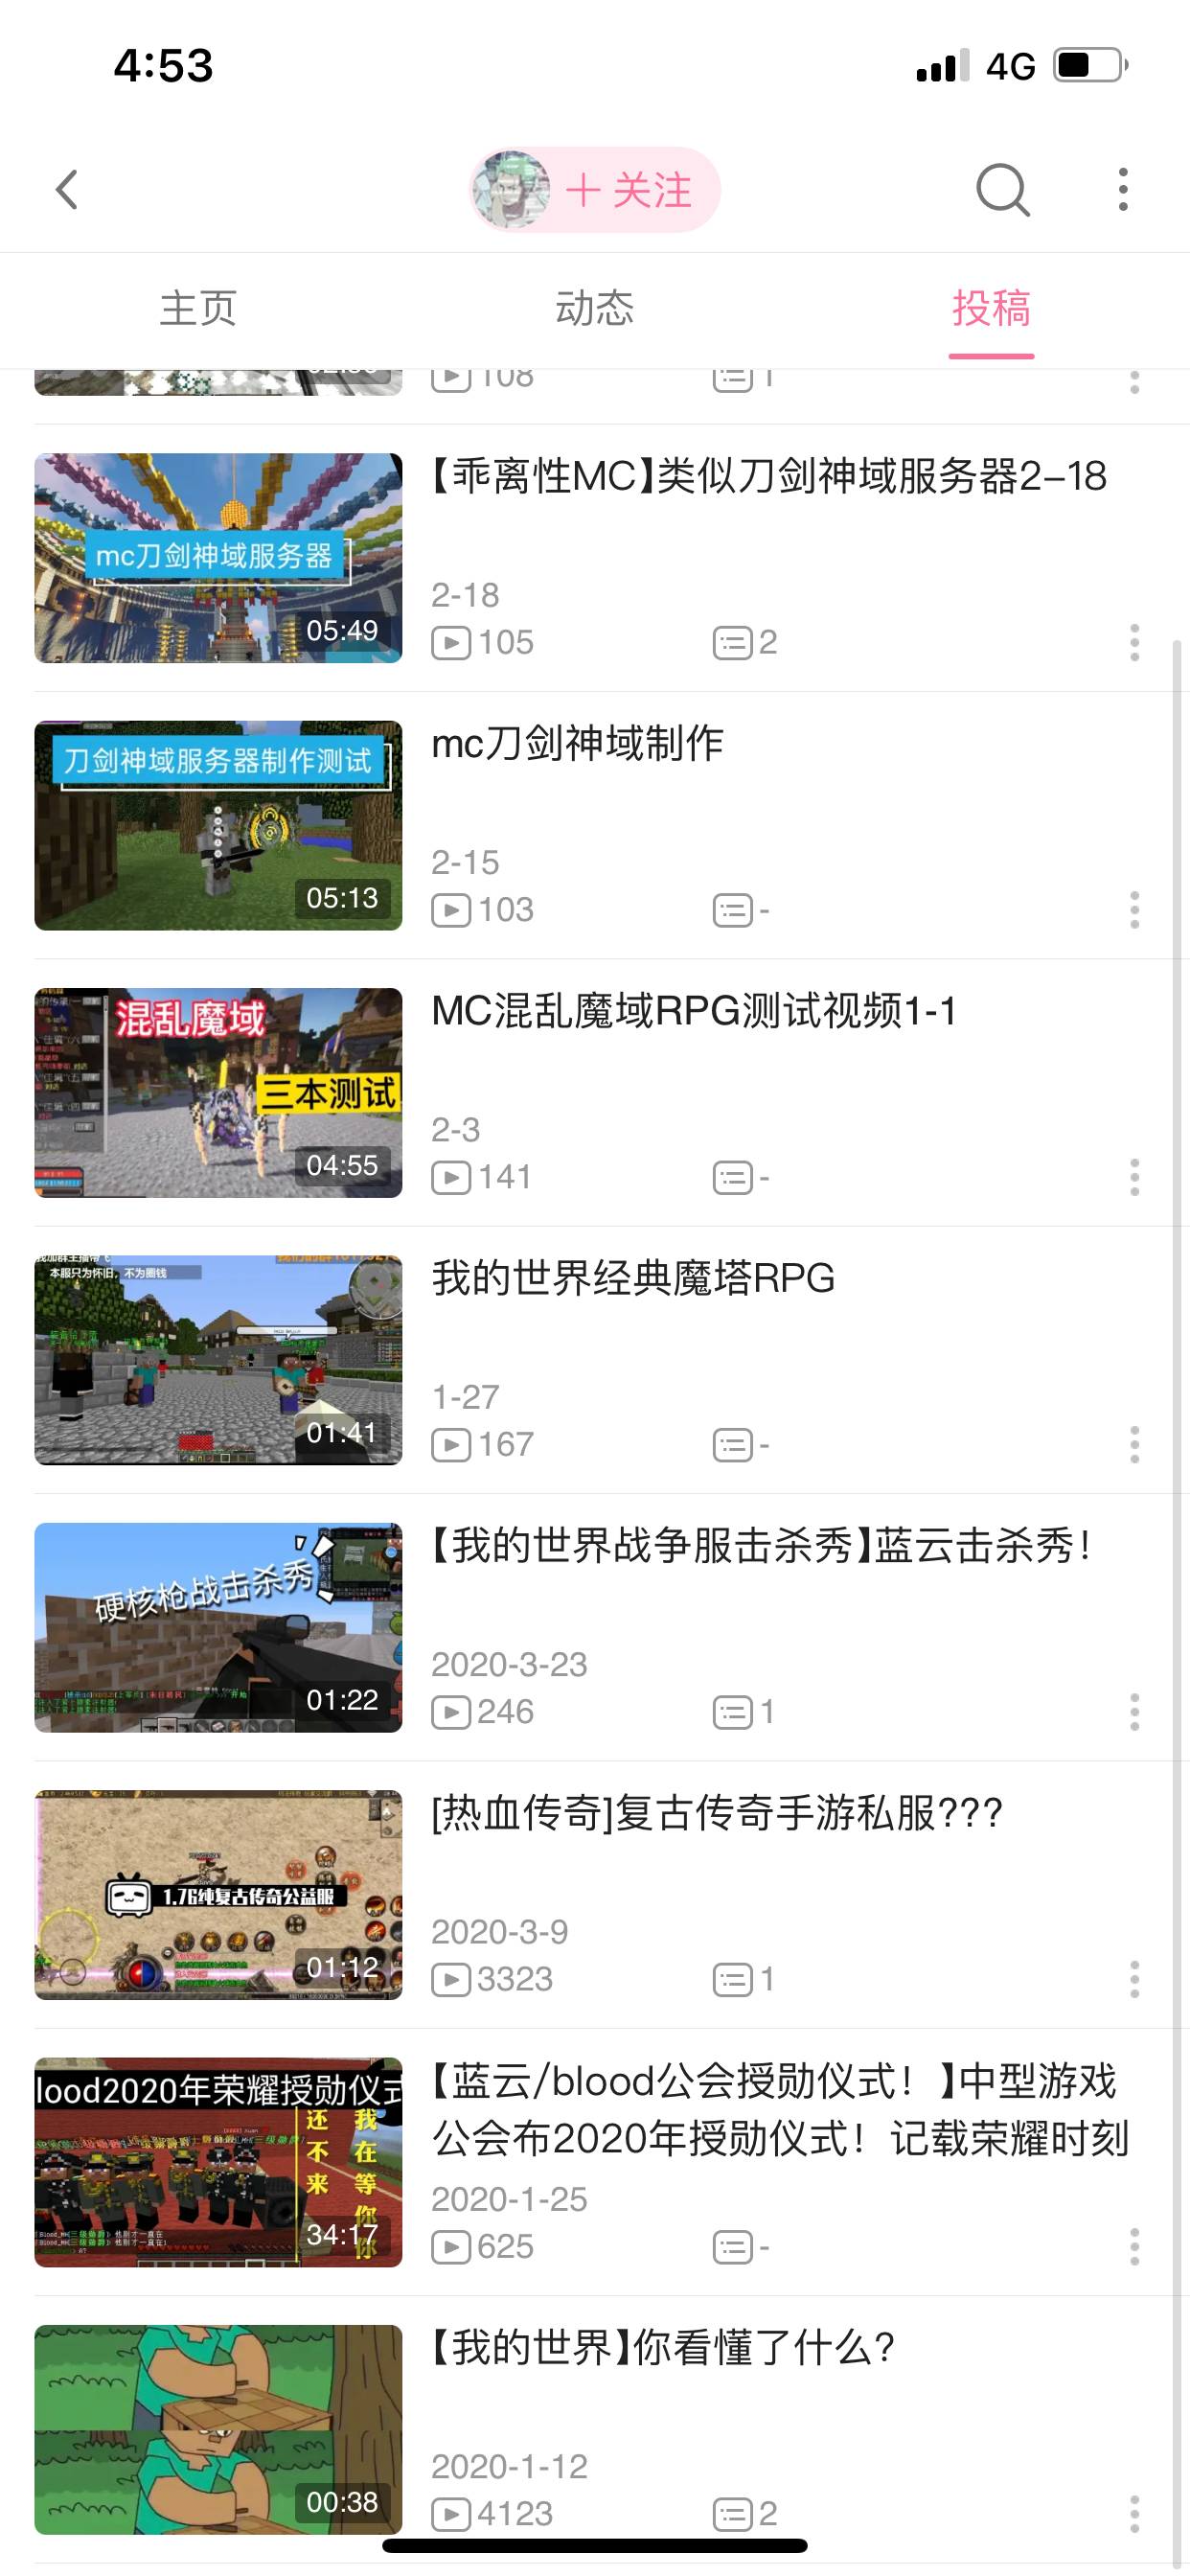 4:53
4G
关注
主页
动态
投稿
108
1
【乖离性MC】类似刀剑神域服务器2-18
mc刀剑神域服务器
05:49
2-18
105
2
mc刀剑神域制作
刀剑神域服务器制作测试
05:13
2-15
103
-
MC混乱魔域RPG测试视频1-1
混乱魔域
三本测试
04:55
2-3
141
-
我的世界经典魔塔RPG
本服只为怀旧，不为圈钱
01:41
1-27
167
-
【我的世界战争服击杀秀】蓝云击杀秀！
硬核枪战击杀秀
01:22
2020-3-23
246
1
[热血传奇]复古传奇手游私服???
1.76纯复古传奇公益服
01:12
2020-3-9
3323
1
【蓝云/blood公会授勋仪式！】中型游戏
公会布2020年授勋仪式！记载荣耀时刻
lood2020年荣耀授勋仪式
我在等你
还不来
34:17
2020-1-25
625
-
【我的世界】你看懂了什么？
00:38
2020-1-12
4123
2